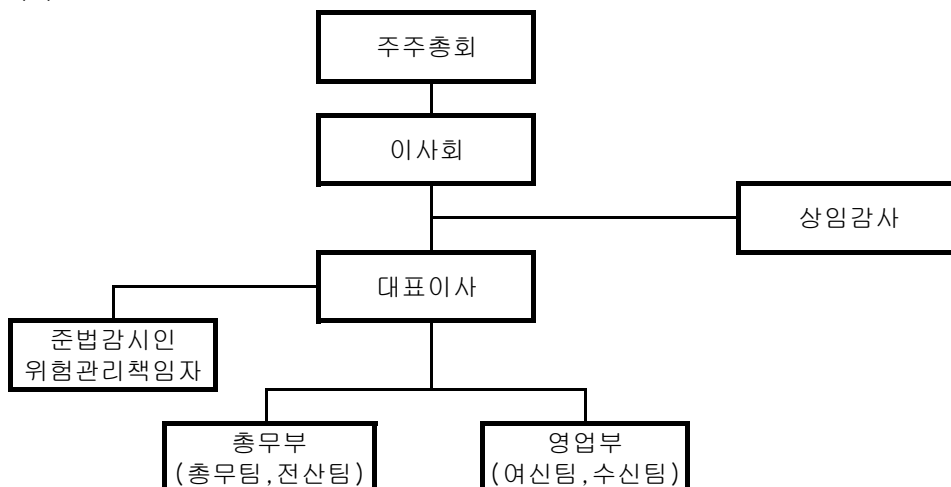 주주총회
이사회
상임감사
대표이사
준법감시인
위험관리책임자
총무부
(총무팀,전산팀)
영업부
(여신팀,수신팀)